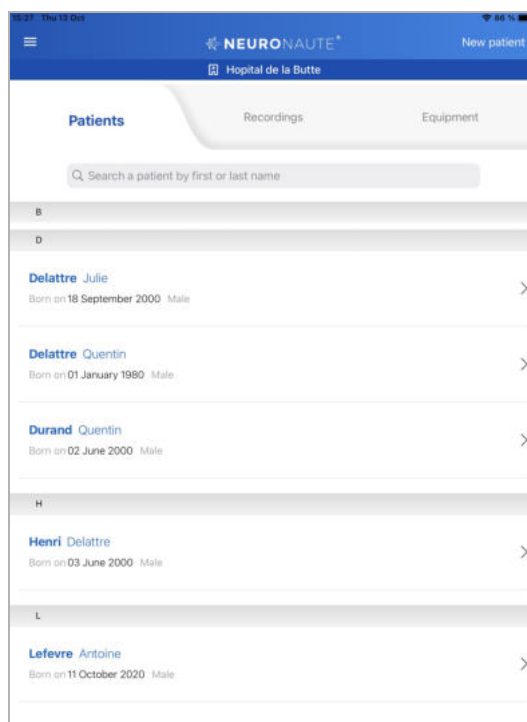 15:27 Thu 13 Oct 86 %
NEURONAUTE
New patient
Hopital de la Butte
Patients Recordings Equipment
Search a patient by first or last name
B
D
Delattre Julie
Born on 18 September 2000 Male
Delattre Quentin
Born on 01 January 1980 Male
Durand Quentin
Born on 02 June 2000 Male
H
Henri Delattre
Born on 03 June 2000 Male
L
Lefevre Antoine
Born on 11 October 2020 Male